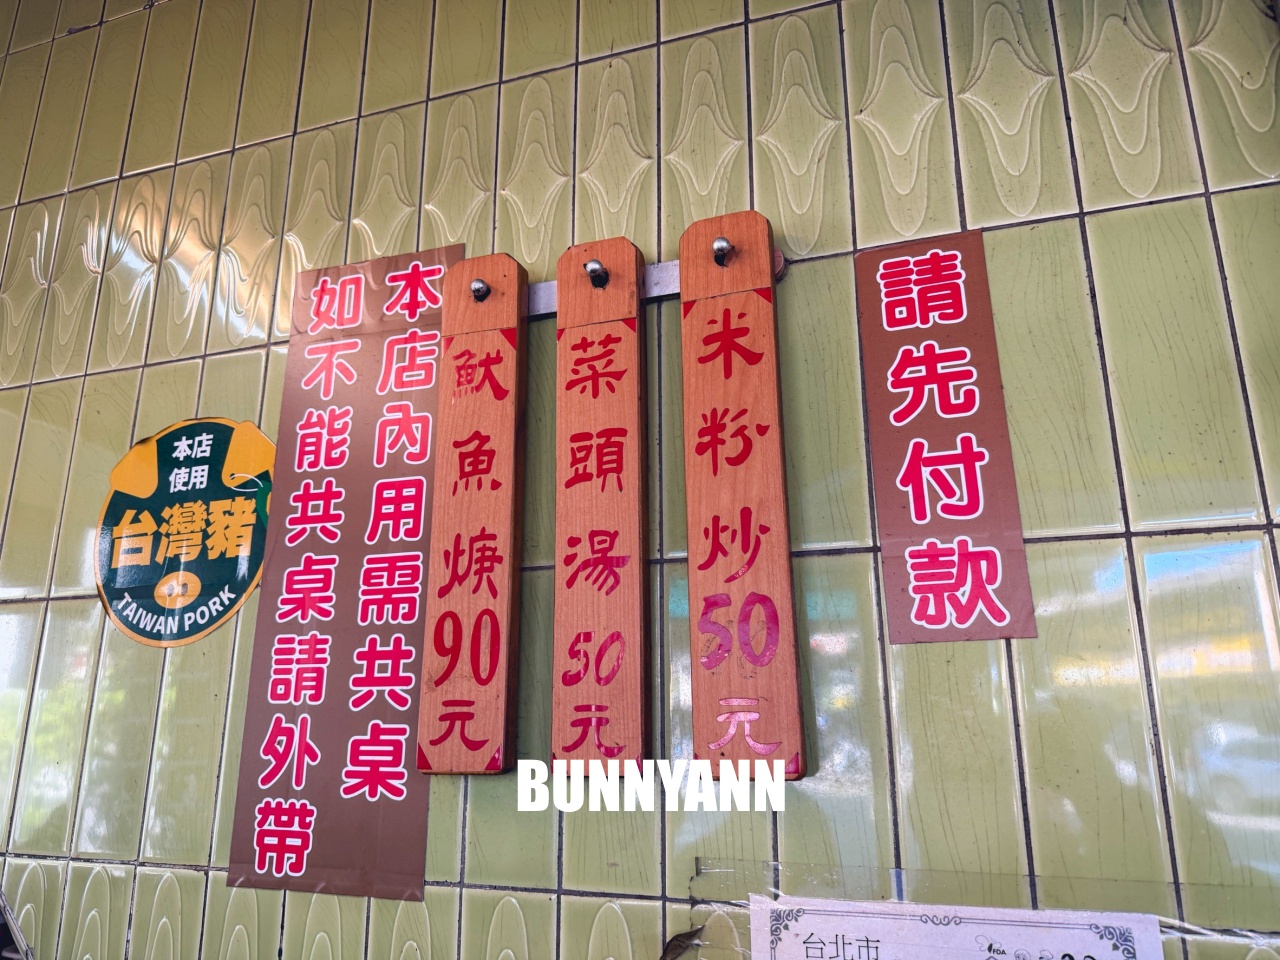 請先付款
米粉炒50元
菜頭湯50元
魷魚焿90元
本店內用需共桌
如不能共桌請外帶
本店
使用
台灣豬
TAIWAN PORK
BUNNYANN
台北市
FDA